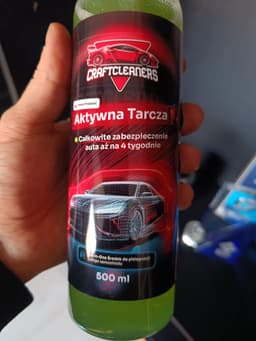 CRAFTCLEANERS
Aktywna Tarcza
Całkowite zabezpieczenie
auta aż na 4 tygodnie
500 ml